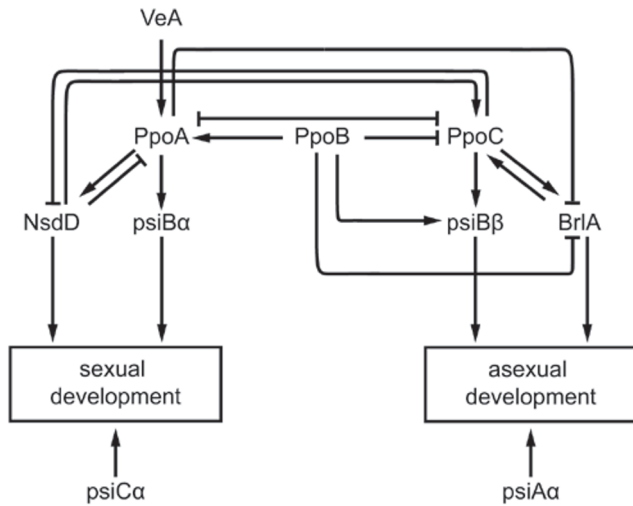 VeA
PpoA
PpoB
PpoC
NsdD
psiBα
psiBβ
BrlA
sexual
development
asexual
development
psiCα
psiAα